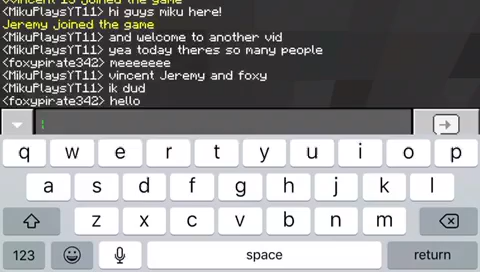 Vincent 13 joined the game
<MikuPlaysYT11> hi guys miku here!
Jeremy joined the game
<MikuPlaysYT11> and welcome to another vid
<MikuPlaysYT11> yea today theres so many people
<foxypirate342> meeeeeee
<MikuPlaysYT11> vincent Jeremy and foxy
<MikuPlaysYT11> ik dud
<foxypirate342> hello
q w e r t y u i o p
a s d f g h j k l
z x c v b n m
123 space return